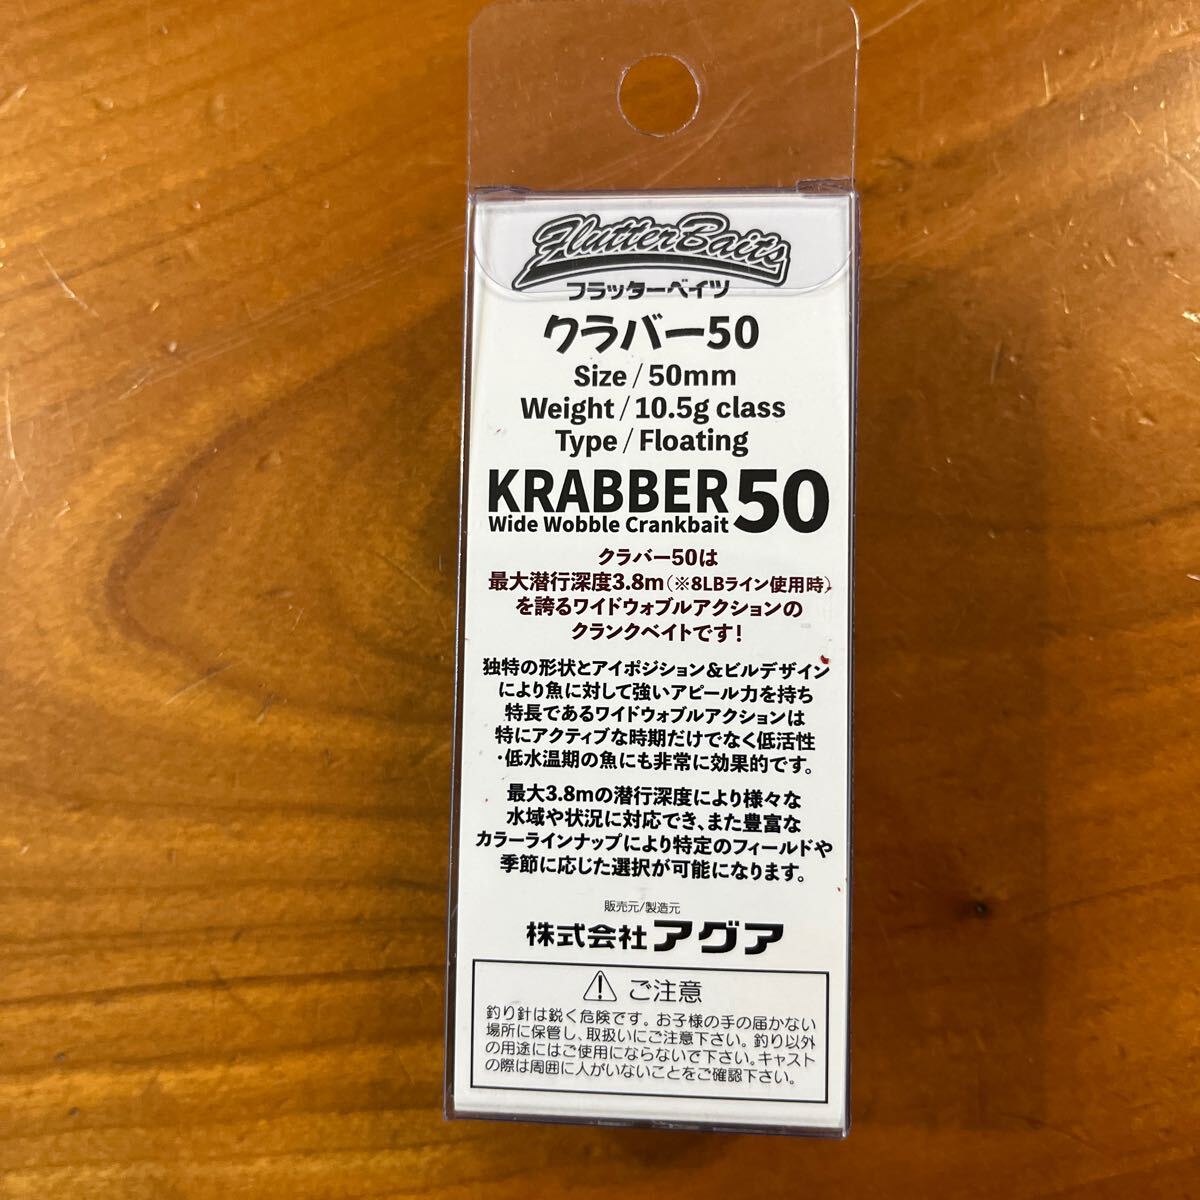 FlutterBaits
フラッターベイツ
クラバー50
Size / 50mm
Weight / 10.5g class
Type / Floating
KRABBER 50
Wide Wobble Crankbait
クラバー50は
最大潜行深度3.8m(※8LBライン使用時)
を誇るワイドウォブルアクションの
クランクベイトです!
独特の形状とアイポジション&ビルデザイン
により魚に対して強いアピール力を持ち
特長であるワイドウォブルアクションは
特にアクティブな時期だけでなく低活性
・低水温期の魚にも非常に効果的です。
最大3.8mの潜行深度により様々な
水域や状況に対応でき、また豊富な
カラーラインナップにより特定のフィールドや
季節に応じた選択が可能になります。
販売元/製造元
株式会社アグア
ご注意
釣り針は鋭く危険です。お子様の手の届かない
場所に保管し、取扱いにご注意下さい。釣り以外
の用途にはご使用にならないで下さい。キャスト
の際は周囲に人がいないことをご確認下さい。